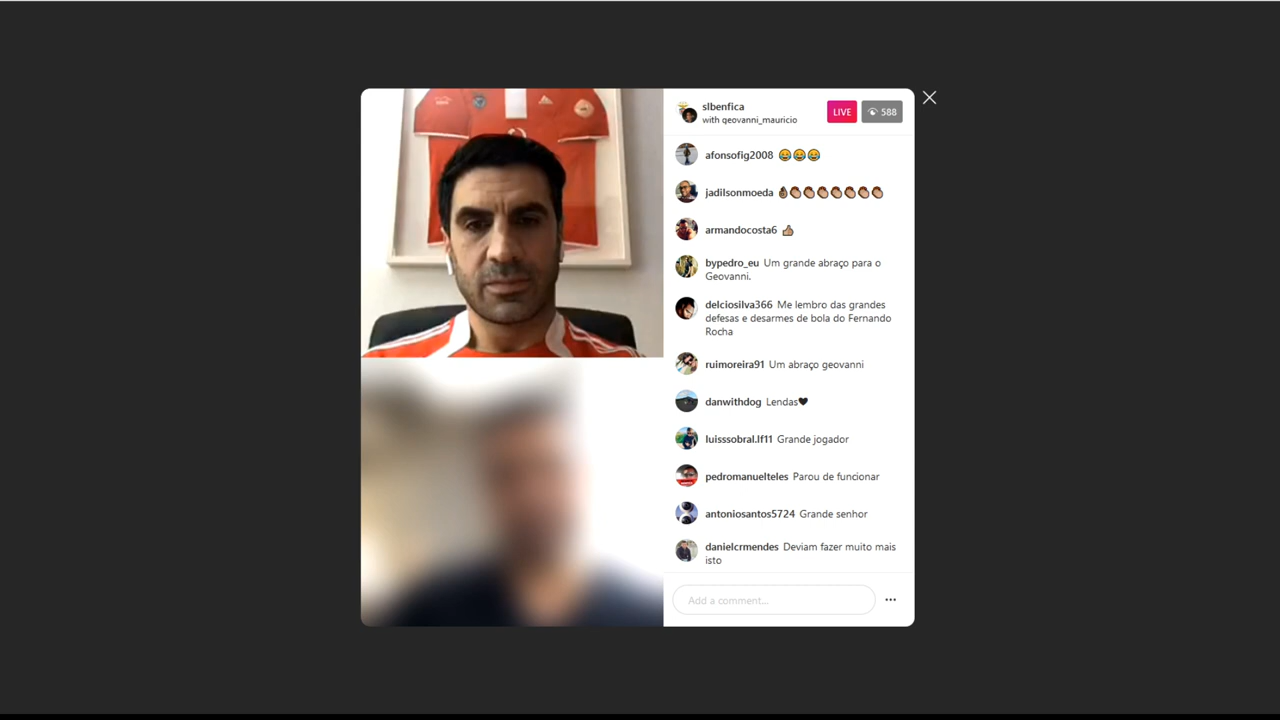 slbenfica
with geovanni_mauricio
LIVE
588
afonsofig2008 😂😂😂
jadilsonmoeda 👌🏾👏🏽👏🏽👏🏽👏🏽👏🏽👏🏽👏🏽
armandocosta6 👍🏽
bypedro_eu Um grande abraço para o
Geovanni.
delciosilva366 Me lembro das grandes
defesas e desarmes de bola do Fernando
Rocha
ruimoreira91 Um abraço geovanni
danwithdog Lendas🖤
luisssobral.lf11 Grande jogador
pedromanuelteles Parou de funcionar
antoniosantos5724 Grande senhor
danielcrmendes Deviam fazer muito mais
isto
Add a comment...